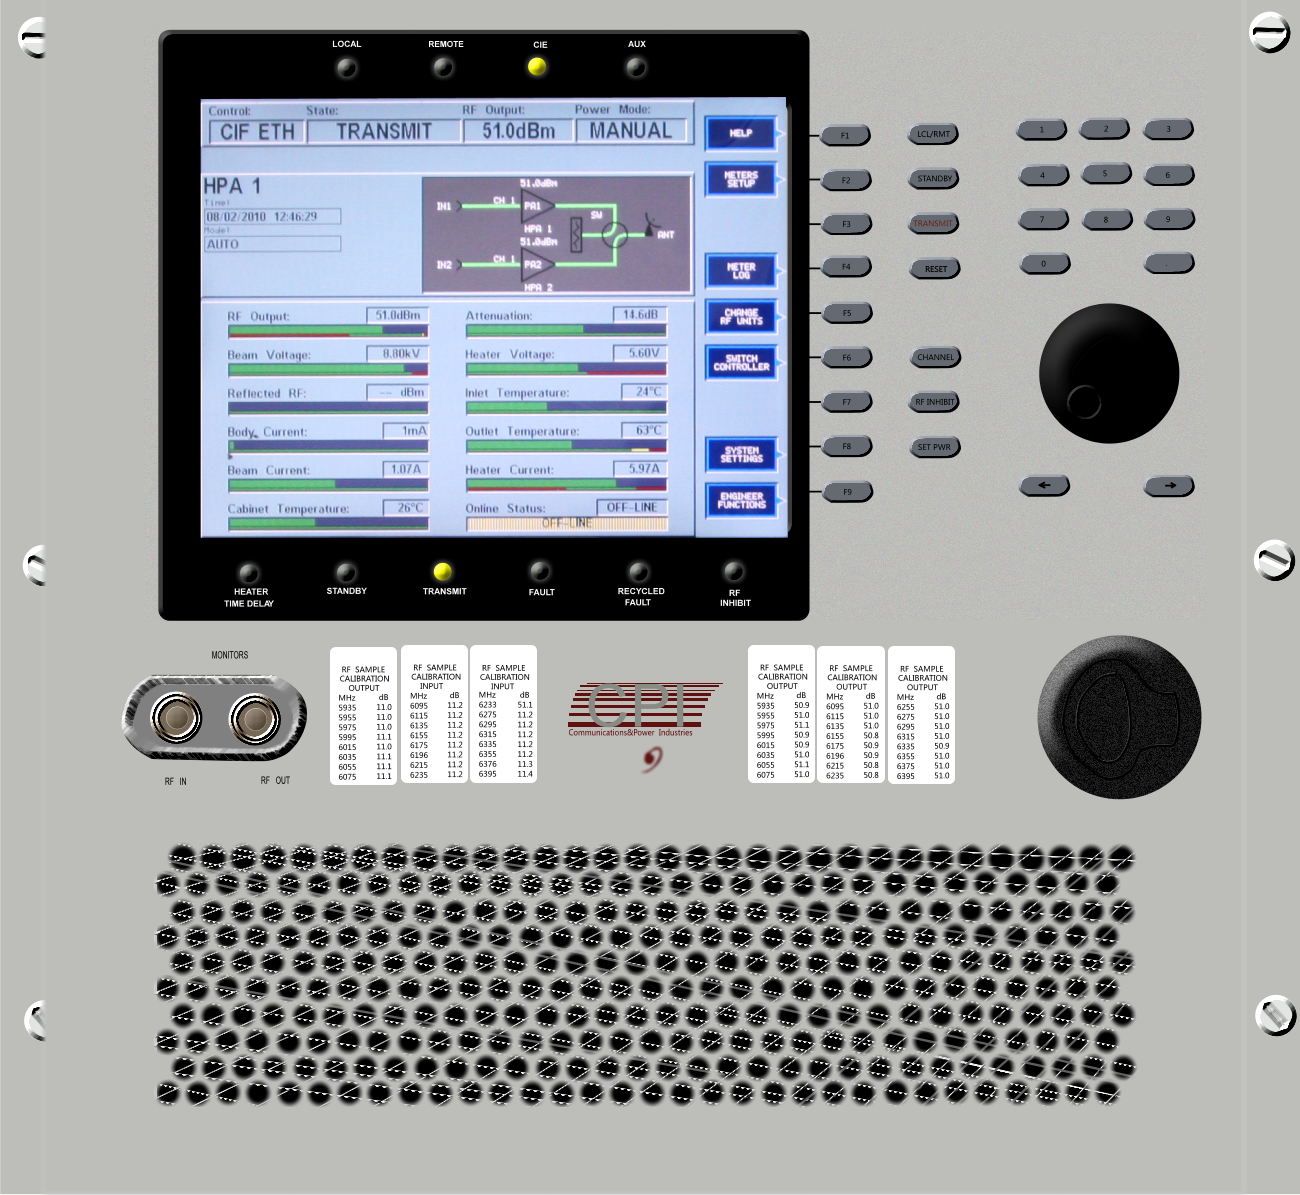 LOCAL REMOTE CIE AUX
Control: State: RF Output: Power Mode:
CIF ETH TRANSMIT 51.0dBm MANUAL
HPA 1
Time:
08/02/2010 12:46:29
Model
AUTO
51.0dBm
IN1 CH 1 PA1
SW
HPA 1
ANT
51.0dBm
IN2 CH 1 PA2
HPA 2
RF Output: 51.0dBm Attenuation: 14.6dB
Beam Voltage: 8.80kV Heater Voltage: 5.60V
Reflected RF: -- dBm Inlet Temperature: 24°C
Body Current: 1mA Outlet Temperature: 63°C
Beam Current: 1.07A Heater Current: 5.97A
Cabinet Temperature: 26°C Online Status: OFF-LINE
OFF-LINE
HELP
METERS
SETUP
METER
LOG
CHANGE
RF UNITS
SWITCH
CONTROLLER
SYSTEM
SETTINGS
ENGINEER
FUNCTIONS
F1 LCL/RMT 1 2 3
F2 STANDBY 4 5 6
F3 TRANSMIT 7 8 9
F4 RESET 0 .
F5
F6 CHANNEL
F7 RF INHIBIT
F8 SET PWR
F9
HEATER
TIME DELAY
STANDBY
TRANSMIT
FAULT
RECYCLED
FAULT
RF
INHIBIT
MONITORS
RF IN RF OUT
RF SAMPLE
CALIBRATION
OUTPUT
MHz dB
5935 11.0
5955 11.0
5975 11.0
5995 11.1
6015 11.0
6035 11.1
6055 11.1
6075 11.1
RF SAMPLE
CALIBRATION
INPUT
MHz dB
6095 11.2
6115 11.2
6135 11.2
6155 11.2
6175 11.2
6196 11.2
6215 11.2
6235 11.2
RF SAMPLE
CALIBRATION
INPUT
MHz dB
6233 51.1
6275 11.2
6295 11.2
6315 11.2
6335 11.2
6355 11.2
6376 11.3
6395 11.4
CPI
Communications&Power Industries
RF SAMPLE
CALIBRATION
OUTPUT
MHz dB
5935 50.9
5955 51.0
5975 51.1
5995 50.9
6015 50.9
6035 51.0
6055 51.1
6075 51.0
RF SAMPLE
CALIBRATION
OUTPUT
MHz dB
6095 51.0
6115 51.0
6135 51.0
6155 50.8
6175 50.9
6196 50.9
6215 50.8
6235 50.8
RF SAMPLE
CALIBRATION
OUTPUT
MHz dB
6255 51.0
6275 51.0
6295 51.0
6315 51.0
6335 50.9
6355 51.0
6375 51.0
6395 51.0